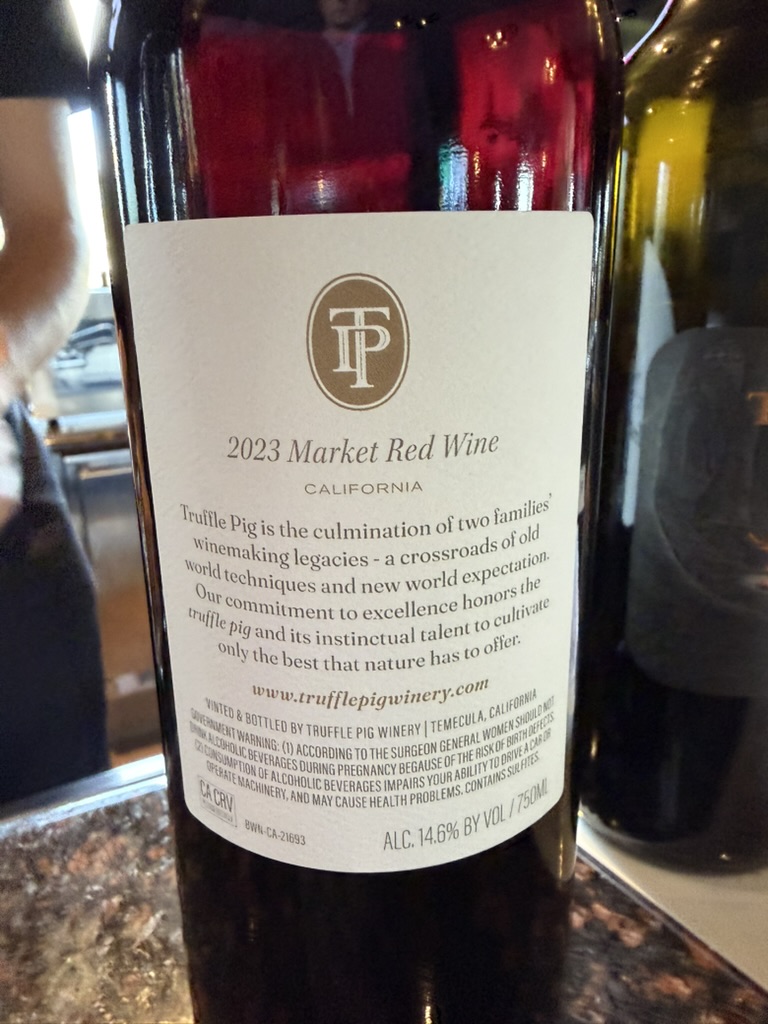 TP
2023 Market Red Wine
CALIFORNIA
Truffle Pig is the culmination of two families'
winemaking legacies - a crossroads of old
world techniques and new world expectation.
Our commitment to excellence honors the
truffle pig and its instinctual talent to cultivate
only the best that nature has to offer.
www.trufflepigwinery.com
VINTED & BOTTLED BY TRUFFLE PIG WINERY | TEMECULA, CALIFORNIA
GOVERNMENT WARNING: (1) ACCORDING TO THE SURGEON GENERAL WOMEN SHOULD NOT
DRINK ALCOHOLIC BEVERAGES DURING PREGNANCY BECAUSE OF THE RISK OF BIRTH DEFECTS.
(2) CONSUMPTION OF ALCOHOLIC BEVERAGES IMPAIRS YOUR ABILITY TO DRIVE A CAR OR
OPERATE MACHINERY, AND MAY CAUSE HEALTH PROBLEMS. CONTAINS SULFITES.
CA CRV
BWN-CA-21693
ALC. 14.6% BY VOL / 750ML